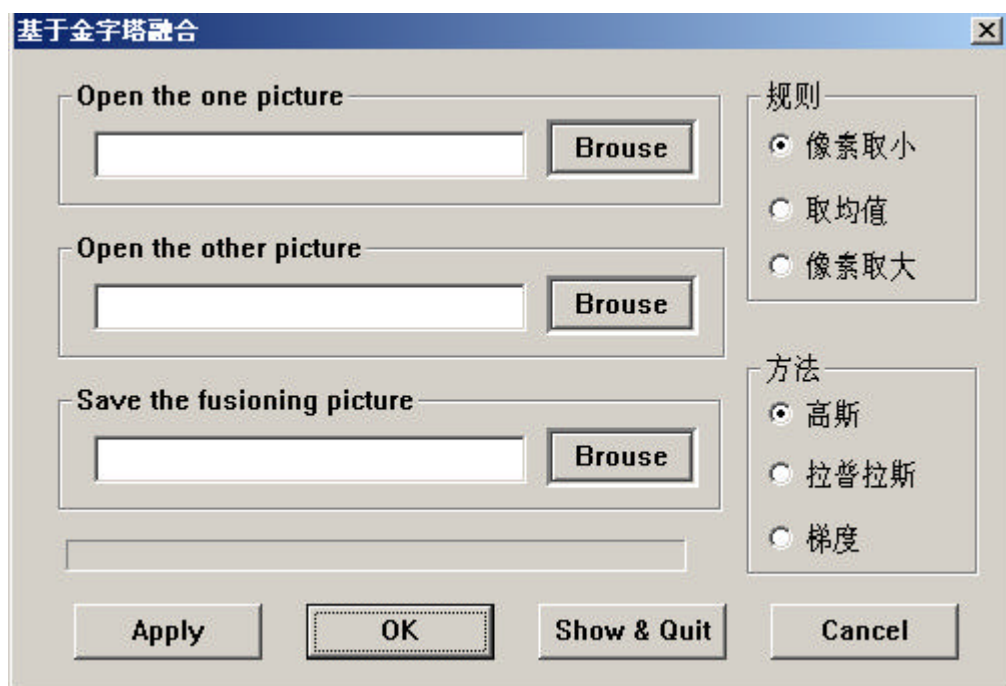 基于金字塔融合
Open the one picture
Brouse
Open the other picture
Brouse
Save the fusioning picture
Brouse
规则
像素取小
取均值
像素取大
方法
高斯
拉普拉斯
梯度
Apply OK Show & Quit Cancel